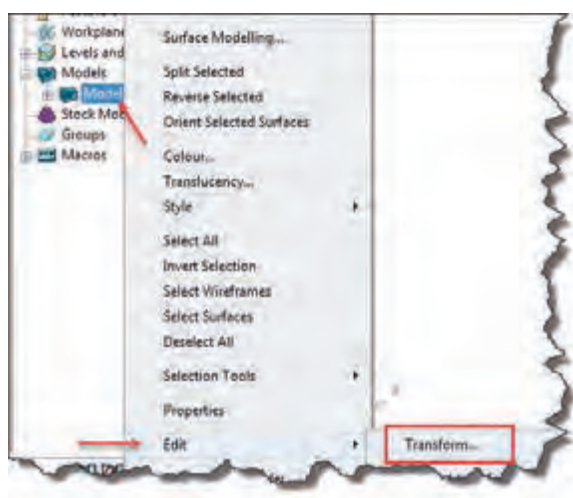 Workplane
Levels and
Models
Model
Stock Moc
Groups
Macros
Surface Modelling...
Split Selected
Reverse Selected
Orient Selected Surfaces
Colour...
Translucency...
Style
Select All
Invert Selection
Select Wireframes
Select Surfaces
Deselect All
Selection Tools
Properties
Edit
Transform...